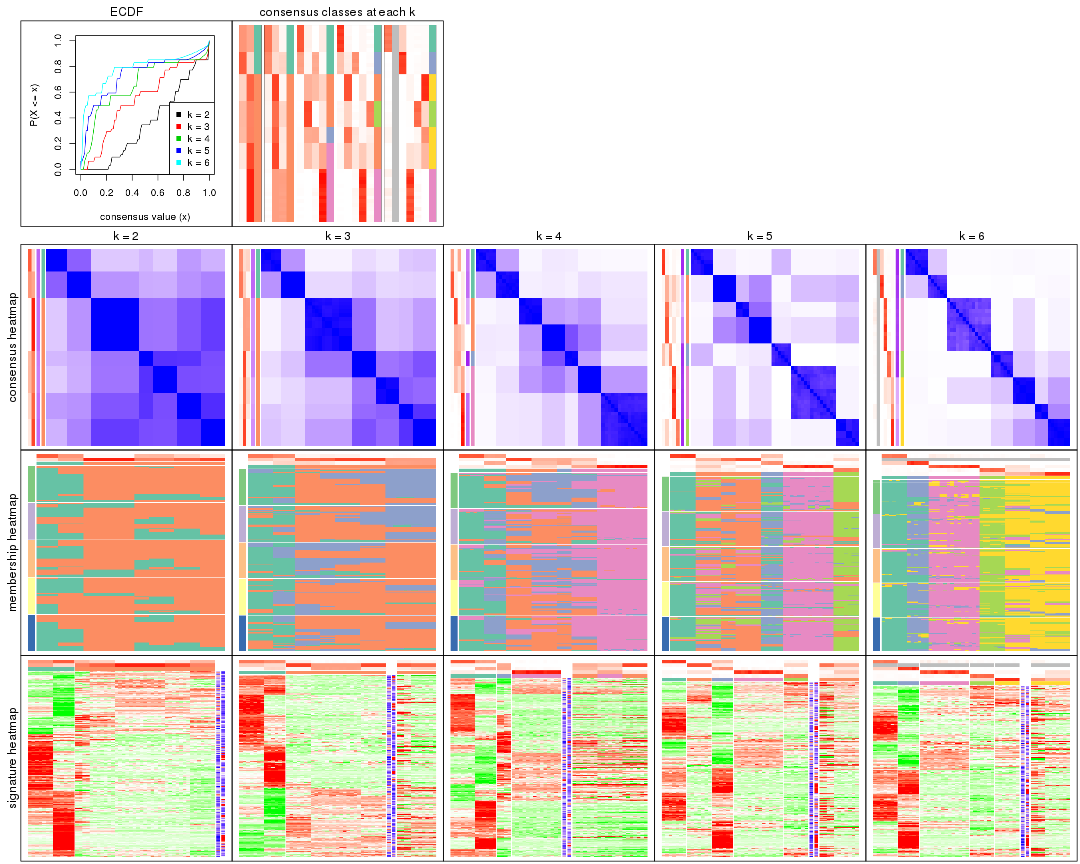 ECDF
consensus classes at each k
P(X <= x)
0.0 0.2 0.4 0.6 0.8 1.0
k = 2
k = 3
k = 4
k = 5
k = 6
0.0 0.2 0.4 0.6 0.8 1.0
consensus value (x)
k = 2
k = 3
k = 4
k = 5
k = 6
consensus heatmap
membership heatmap
signature heatmap